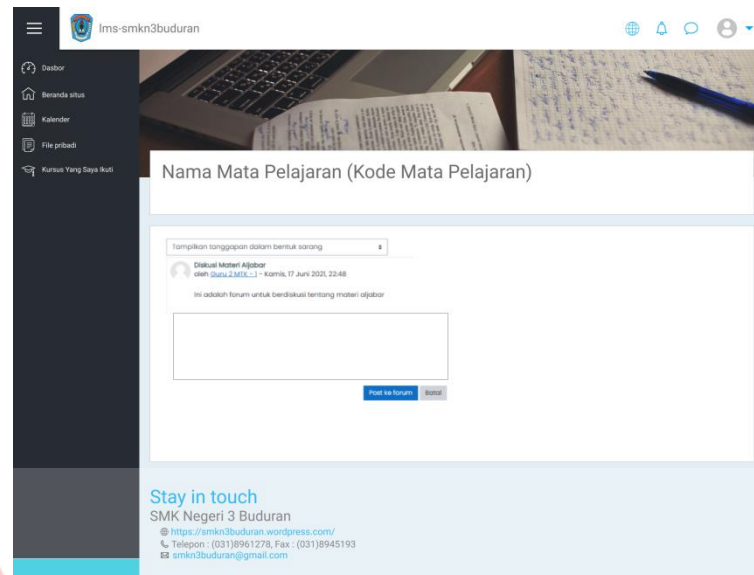 lms-smkn3buduran
Dasbor
Beranda situs
Kalender
File pribadi
Kursus Yang Saya Ikuti
Nama Mata Pelajaran (Kode Mata Pelajaran)
Tampilkan tanggapan dalam bentuk sarang
Diskusi Materi Aljabar
oleh Guru 2 MTK - 1 - Kamis, 17 Juni 2021, 22:48
Ini adalah forum untuk berdiskusi tentang materi aljabar
Post ke forum Batal
Stay in touch
SMK Negeri 3 Buduran
https://smkn3buduran.wordpress.com/
Telepon : (031)8961278, Fax : (031)8945193
smkn3buduran@gmail.com